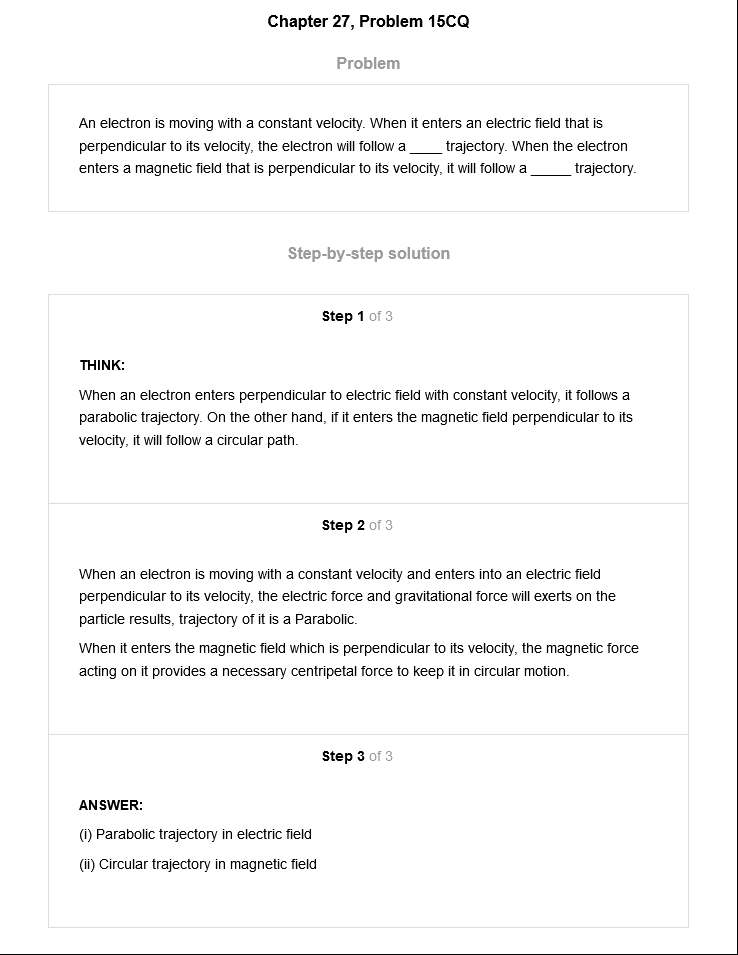 Chapter 27, Problem 15CQ
Problem
An electron is moving with a constant velocity. When it enters an electric field that is
perpendicular to its velocity, the electron will follow a ____ trajectory. When the electron
enters a magnetic field that is perpendicular to its velocity, it will follow a _____ trajectory.
Step-by-step solution
Step 1 of 3
THINK:
When an electron enters perpendicular to electric field with constant velocity, it follows a
parabolic trajectory. On the other hand, if it enters the magnetic field perpendicular to its
velocity, it will follow a circular path.
Step 2 of 3
When an electron is moving with a constant velocity and enters into an electric field
perpendicular to its velocity, the electric force and gravitational force will exerts on the
particle results, trajectory of it is a Parabolic.
When it enters the magnetic field which is perpendicular to its velocity, the magnetic force
acting on it provides a necessary centripetal force to keep it in circular motion.
Step 3 of 3
ANSWER:
(i) Parabolic trajectory in electric field
(ii) Circular trajectory in magnetic field